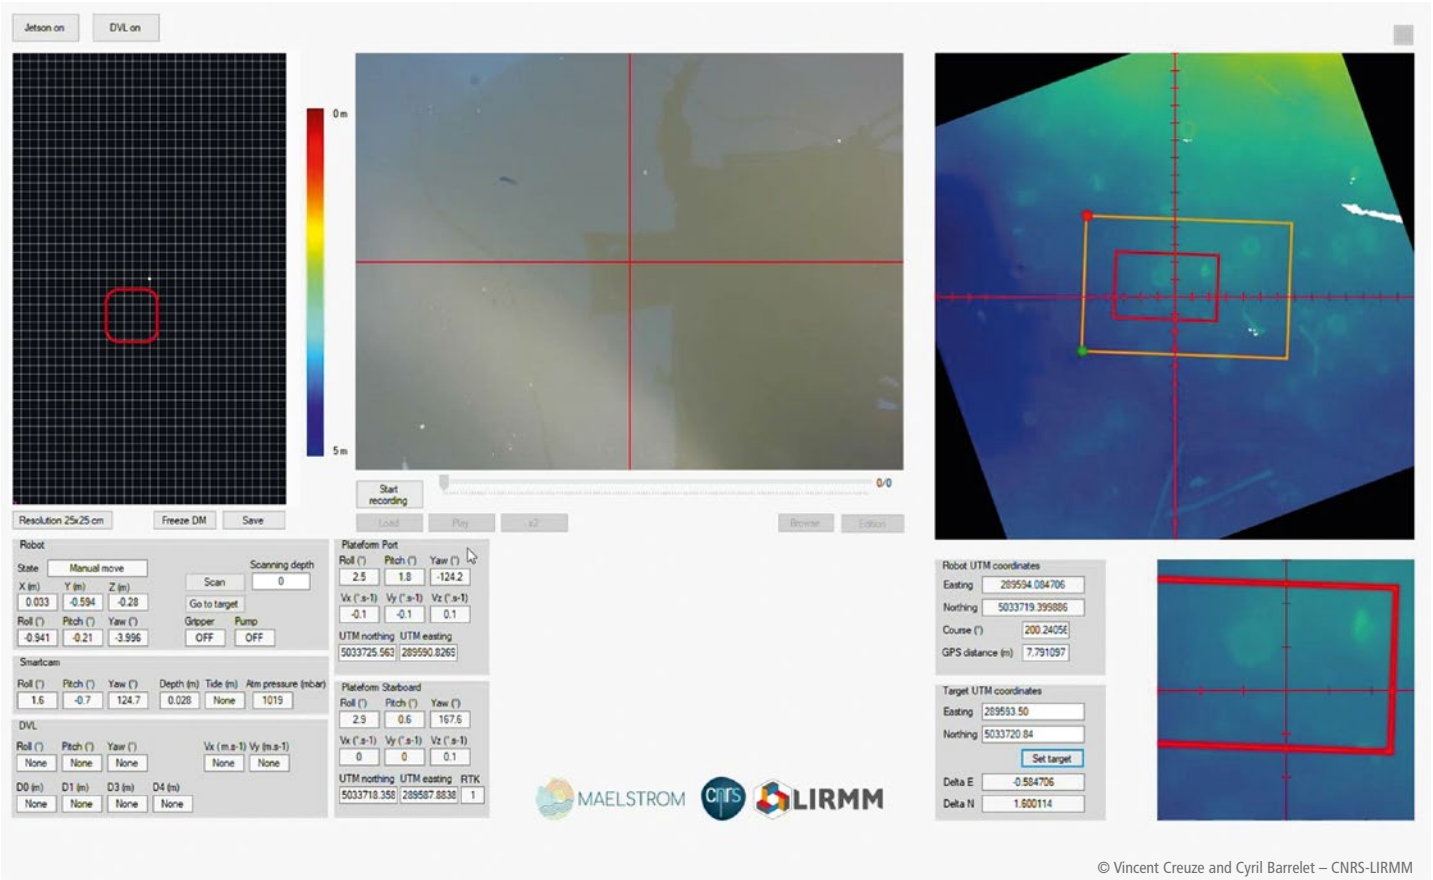 Jetson on
DVL on
0 m
5 m
Start
recording
0/0
Load
Play
x2
Browse
Edition
Resolution 25x25 cm
Freeze DM
Save
Robot
State
Manual move
Scanning depth
Scan
0
X (m)
Y (m)
Z (m)
0.033
-0.594
-0.28
Go to target
Roll (°)
Pitch (°)
Yaw (°)
Gripper
Pump
-0.941
-0.21
-3.996
OFF
OFF
Smartcam
Roll (°)
Pitch (°)
Yaw (°)
Depth (m)
Tide (m)
Atm pressure (mbar)
1.6
-0.7
124.7
0.028
None
1019
DVL
Roll (°)
Pitch (°)
Yaw (°)
Vx (m.s-1)
Vy (m.s-1)
None
None
None
None
None
D0 (m)
D1 (m)
D3 (m)
D4 (m)
None
None
None
None
Plateform Port
Roll (°)
Pitch (°)
Yaw (°)
2.5
1.8
-124.2
Vx (°.s-1)
Vy (°.s-1)
Vz (°.s-1)
-0.1
-0.1
0.1
UTM northing
UTM easting
5033725.563
289590.8265
Plateform Starboard
Roll (°)
Pitch (°)
Yaw (°)
2.9
0.6
167.6
Vx (°.s-1)
Vy (°.s-1)
Vz (°.s-1)
0
0
0.1
UTM northing
UTM easting
RTK
5033718.358
289587.8838
1
MAELSTROM
cnrs
LIRMM
Robot UTM coordinates
Easting
289594.084706
Northing
5033719.399886
Course (°)
200.24056
GPS distance (m)
7.791097
Target UTM coordinates
Easting
289593.50
Northing
5033720.84
Set target
Delta E
-0.584706
Delta N
1.600114
© Vincent Creuze and Cyril Barrelet – CNRS-LIRMM